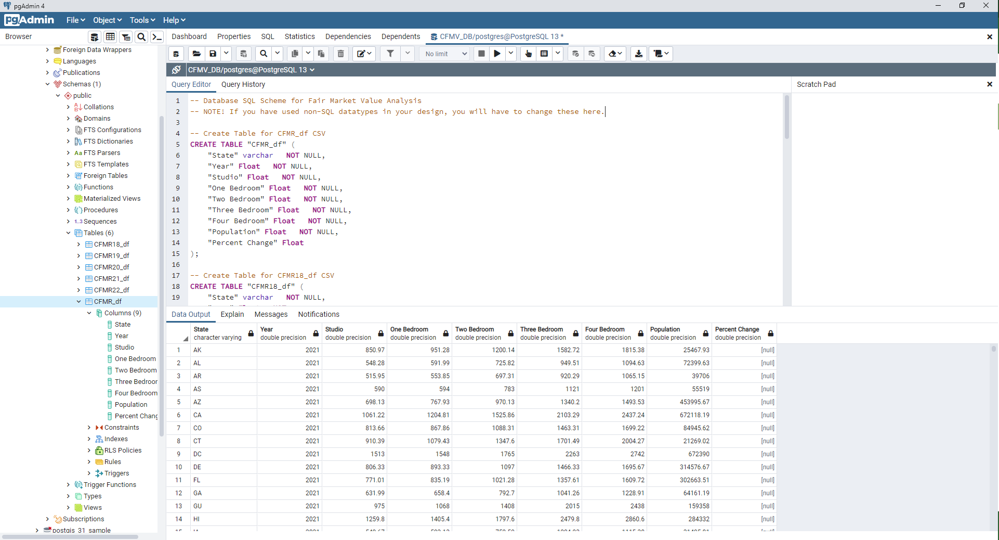 pgAdmin 4
pgAdmin File Object Tools Help
Browser
Dashboard Properties SQL Statistics Dependencies Dependents CFMV_DB/postgres@PostgreSQL 13 *
No limit
CFMV_DB/postgres@PostgreSQL 13
Foreign Data Wrappers
Languages
Publications
Schemas (1)
public
Collations
Domains
FTS Configurations
FTS Dictionaries
Aa FTS Parsers
FTS Templates
Foreign Tables
Functions
Materialized Views
Procedures
1..3 Sequences
Tables (6)
CFMR18_df
CFMR19_df
CFMR20_df
CFMR21_df
CFMR22_df
CFMR_df
Columns (9)
State
Year
Studio
One Bedroom
Two Bedroom
Three Bedroor
Four Bedroom
Population
Percent Chang
Constraints
Indexes
RLS Policies
Rules
Triggers
Trigger Functions
Types
Views
Subscriptions
postgis_31_sample
Query Editor Query History
Scratch Pad
1 -- Database SQL Scheme for Fair Market Value Analysis
2 -- NOTE! If you have used non-SQL datatypes in your design, you will have to change these here.
3
4 -- Create Table for CFMR_df CSV
5 CREATE TABLE "CFMR_df" (
6 "State" varchar NOT NULL,
7 "Year" Float NOT NULL,
8 "Studio" Float NOT NULL,
9 "One Bedroom" Float NOT NULL,
10 "Two Bedroom" Float NOT NULL,
11 "Three Bedroom" Float NOT NULL,
12 "Four Bedroom" Float NOT NULL,
13 "Population" Float NOT NULL,
14 "Percent Change" Float
15 );
16
17 -- Create Table for CFMR18_df CSV
18 CREATE TABLE "CFMR18_df" (
19 "State" varchar NOT NULL,
Data Output Explain Messages Notifications
State Year Studio One Bedroom Two Bedroom Three Bedroom Four Bedroom Population Percent Change
character varying double precision double precision double precision double precision double precision double precision double precision double precision
1 AK 2021 850.97 951.28 1200.14 1582.72 1815.38 25467.93 [null]
2 AL 2021 548.28 591.99 725.82 949.51 1094.63 72399.63 [null]
3 AR 2021 515.95 553.85 697.31 920.29 1065.15 39706 [null]
4 AS 2021 590 594 783 1121 1201 55519 [null]
5 AZ 2021 698.13 767.93 970.13 1340.2 1493.53 453995.67 [null]
6 CA 2021 1061.22 1204.81 1525.86 2103.29 2437.24 672118.19 [null]
7 CO 2021 813.66 867.86 1088.31 1463.31 1699.22 84945.62 [null]
8 CT 2021 910.39 1079.43 1347.6 1701.49 2004.27 21269.02 [null]
9 DC 2021 1513 1548 1765 2263 2742 672390 [null]
10 DE 2021 806.33 893.33 1097 1466.33 1695.67 314576.67 [null]
11 FL 2021 771.01 835.19 1021.28 1357.61 1609.72 302663.51 [null]
12 GA 2021 631.99 658.4 792.7 1041.26 1228.91 64161.19 [null]
13 GU 2021 975 1068 1408 2015 2438 159358 [null]
14 HI 2021 1259.8 1405.4 1797.6 2479.8 2860.6 284332 [null]